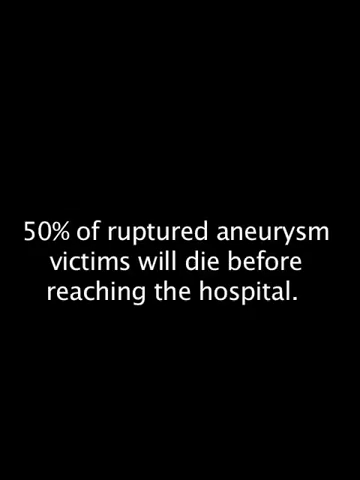 50% of ruptured aneurysm
victims will die before
reaching the hospital.